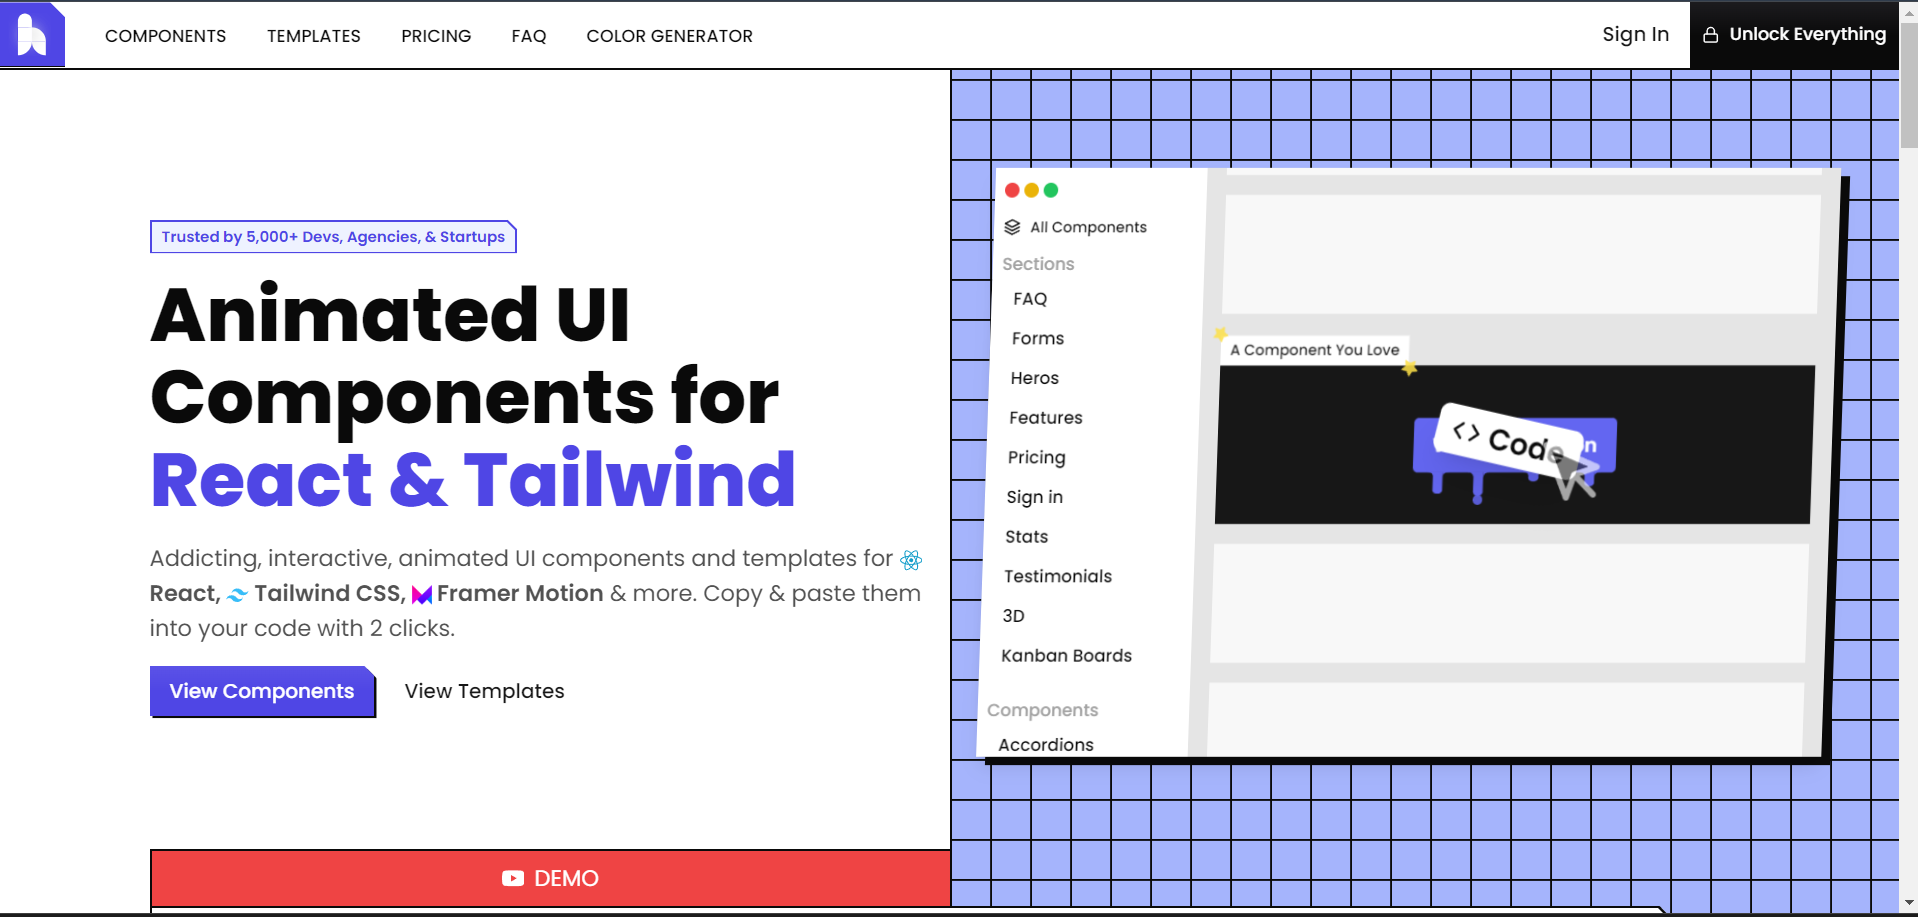 COMPONENTS TEMPLATES PRICING FAQ COLOR GENERATOR Sign In Unlock Everything
Trusted by 5,000+ Devs, Agencies, & Startups
Animated UI
Components for
React & Tailwind
Addicting, interactive, animated UI components and templates for
React, Tailwind CSS, Framer Motion & more. Copy & paste them
into your code with 2 clicks.
View Components View Templates
DEMO
All Components
Sections
FAQ
Forms
Heros
Features
Pricing
Sign in
Stats
Testimonials
3D
Kanban Boards
Components
Accordions
A Component You Love
<> Code